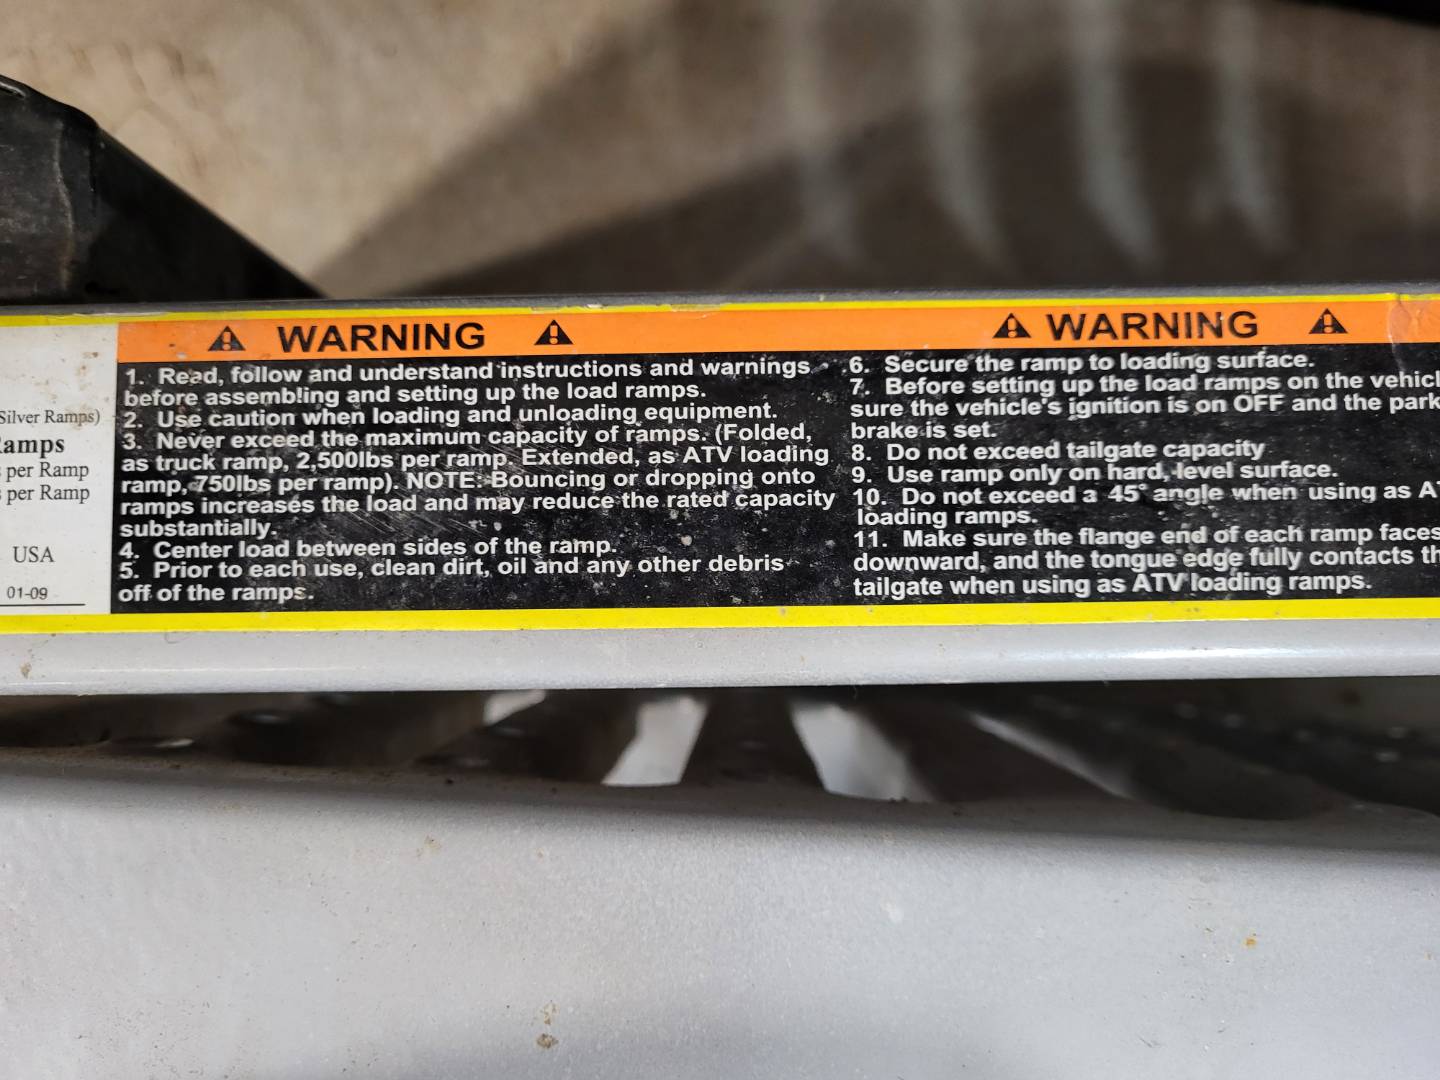 Silver Ramps)
Ramps
per Ramp
per Ramp
USA
01-09
WARNING
1. Read, follow and understand instructions and warnings
before assembling and setting up the load ramps.
2. Use caution when loading and unloading equipment.
3. Never exceed the maximum capacity of ramps. (Folded,
as truck ramp, 2,500lbs per ramp. Extended, as ATV loading
ramp, 750lbs per ramp). NOTE: Bouncing or dropping onto
ramps increases the load and may reduce the rated capacity
substantially.
4. Center load between sides of the ramp.
5. Prior to each use, clean dirt, oil and any other debris
off of the ramps.
WARNING
6. Secure the ramp to loading surface.
7. Before setting up the load ramps on the vehicl
sure the vehicle's ignition is on OFF and the park
brake is set.
8. Do not exceed tailgate capacity
9. Use ramp only on hard, level surface.
10. Do not exceed a 45° angle when using as AT
loading ramps.
11. Make sure the flange end of each ramp faces
downward, and the tongue edge fully contacts th
tailgate when using as ATV loading ramps.